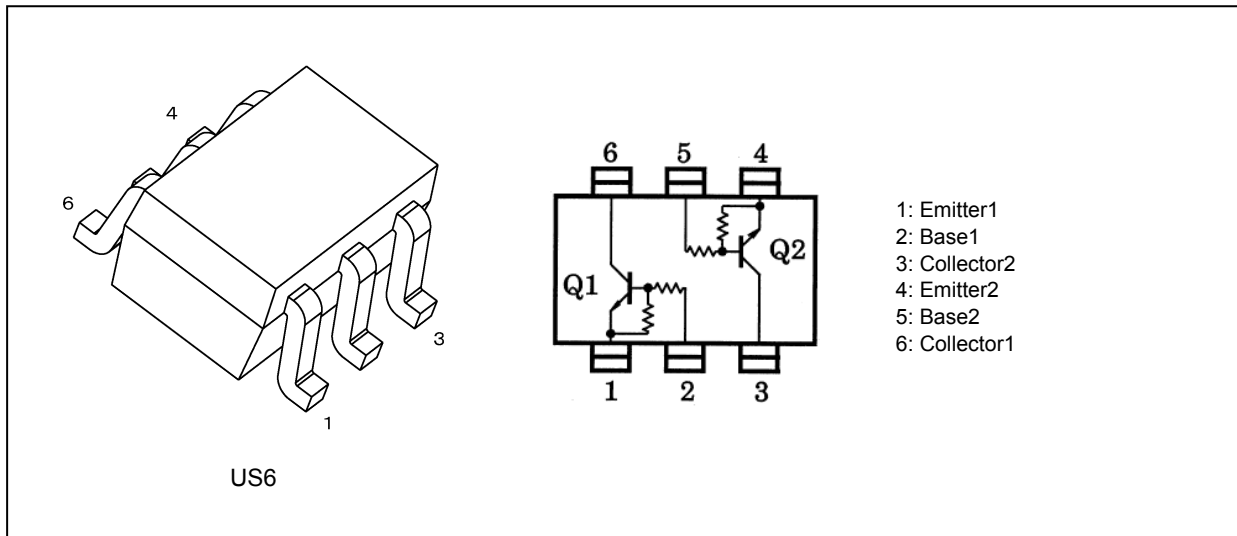 4
6
3
1
US6
6 5 4
Q1 Q2
1 2 3
1: Emitter1
2: Base1
3: Collector2
4: Emitter2
5: Base2
6: Collector1